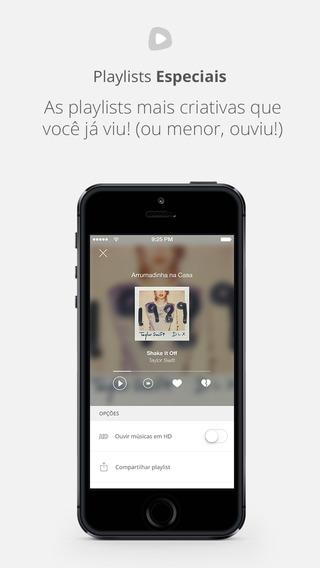 Playlists Especiais
As playlists mais criativas que
você já viu! (ou menor, ouviu!)
9:25 PM
Arrumadinha na Casa
1989
Taylor Swift D L X
Shake It Off
Taylor Swift
OPÇÕES
HD Ouvir músicas em HD
Compartilhar playlist